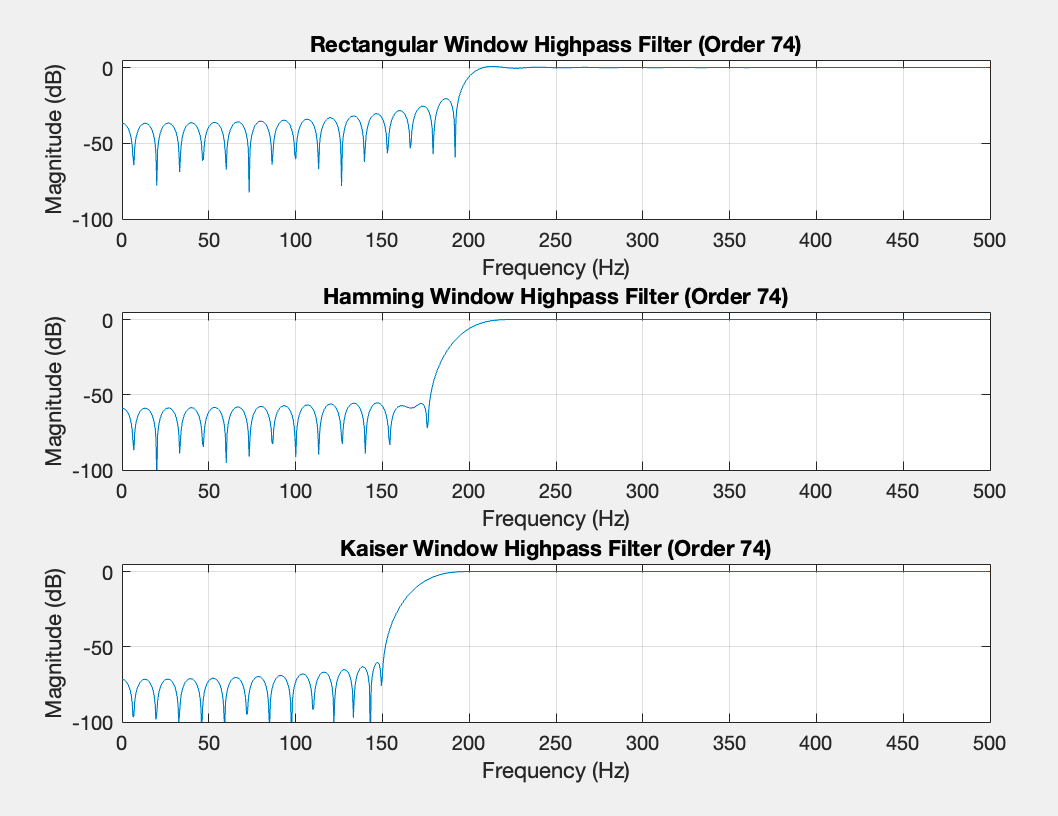 Rectangular Window Highpass Filter (Order 74)
Magnitude (dB)
0
-50
-100
0 50 100 150 200 250 300 350 400 450 500
Frequency (Hz)
Hamming Window Highpass Filter (Order 74)
Magnitude (dB)
0
-50
-100
0 50 100 150 200 250 300 350 400 450 500
Frequency (Hz)
Kaiser Window Highpass Filter (Order 74)
Magnitude (dB)
0
-50
-100
0 50 100 150 200 250 300 350 400 450 500
Frequency (Hz)